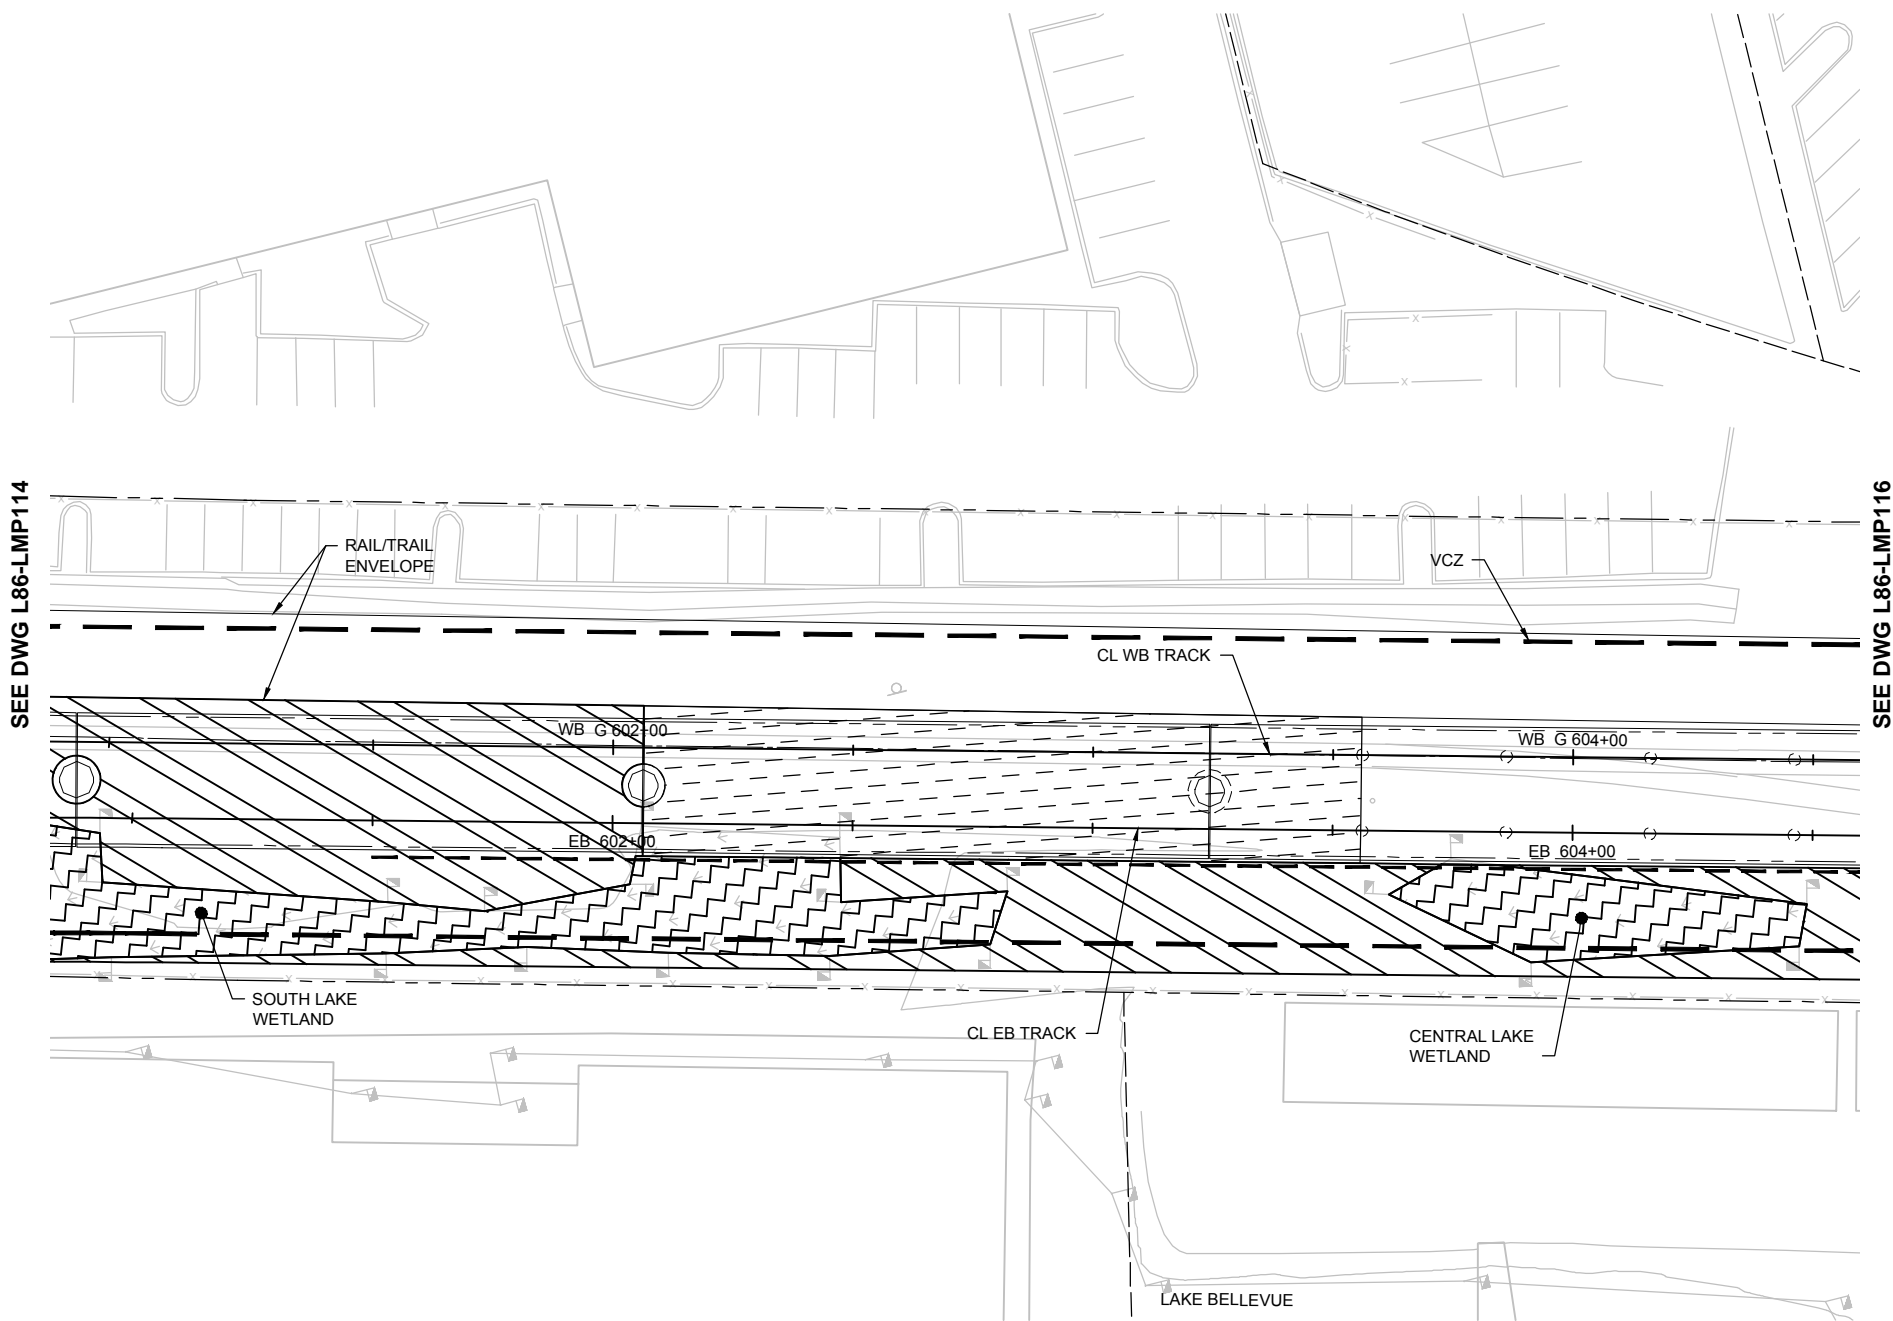 SEE DWG L86-LMP114
SEE DWG L86-LMP116
RAIL/TRAIL
ENVELOPE
VCZ
CL WB TRACK
WB G 602+00
WB G 604+00
EB 602+00
EB 604+00
SOUTH LAKE
WETLAND
CL EB TRACK
CENTRAL LAKE
WETLAND
LAKE BELLEVUE